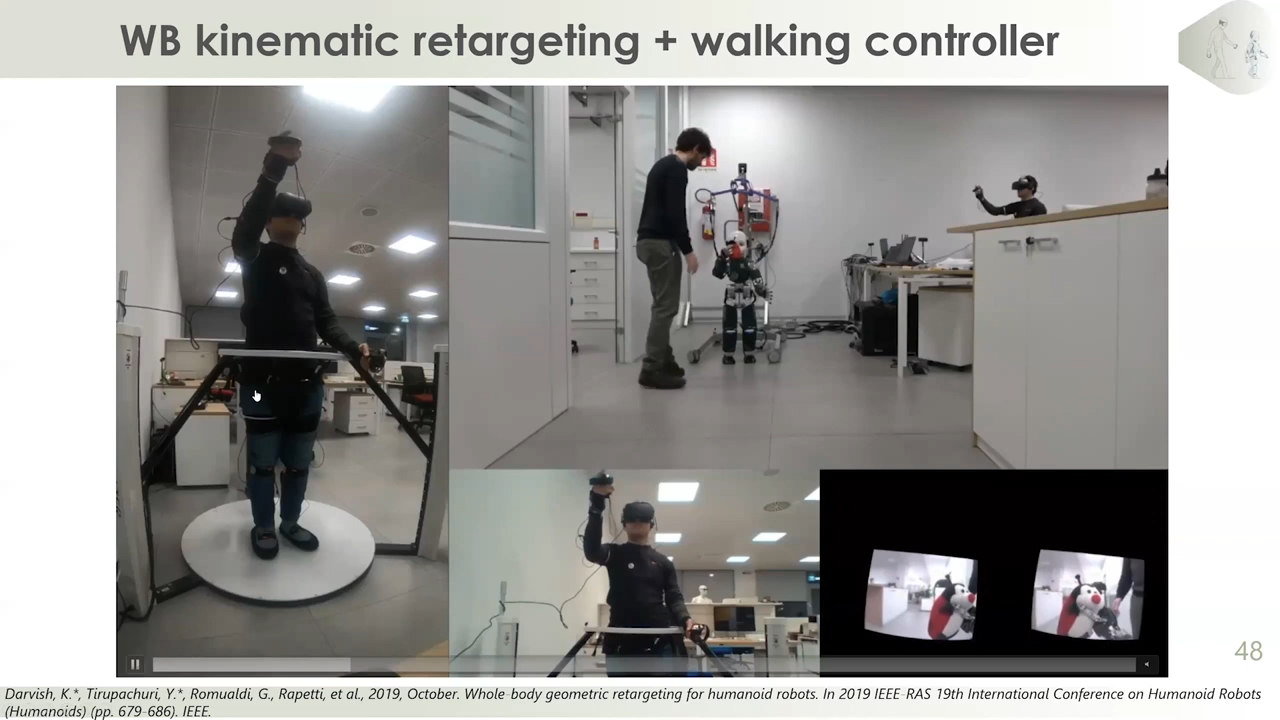 WB kinematic retargeting + walking controller
48
Darvish, K.*, Tirupachuri, Y.*, Romualdi, G., Rapetti, et al., 2019, October. Whole-body geometric retargeting for humanoid robots. In 2019 IEEE-RAS 19th International Conference on Humanoid Robots
(Humanoids) (pp. 679-686). IEEE.